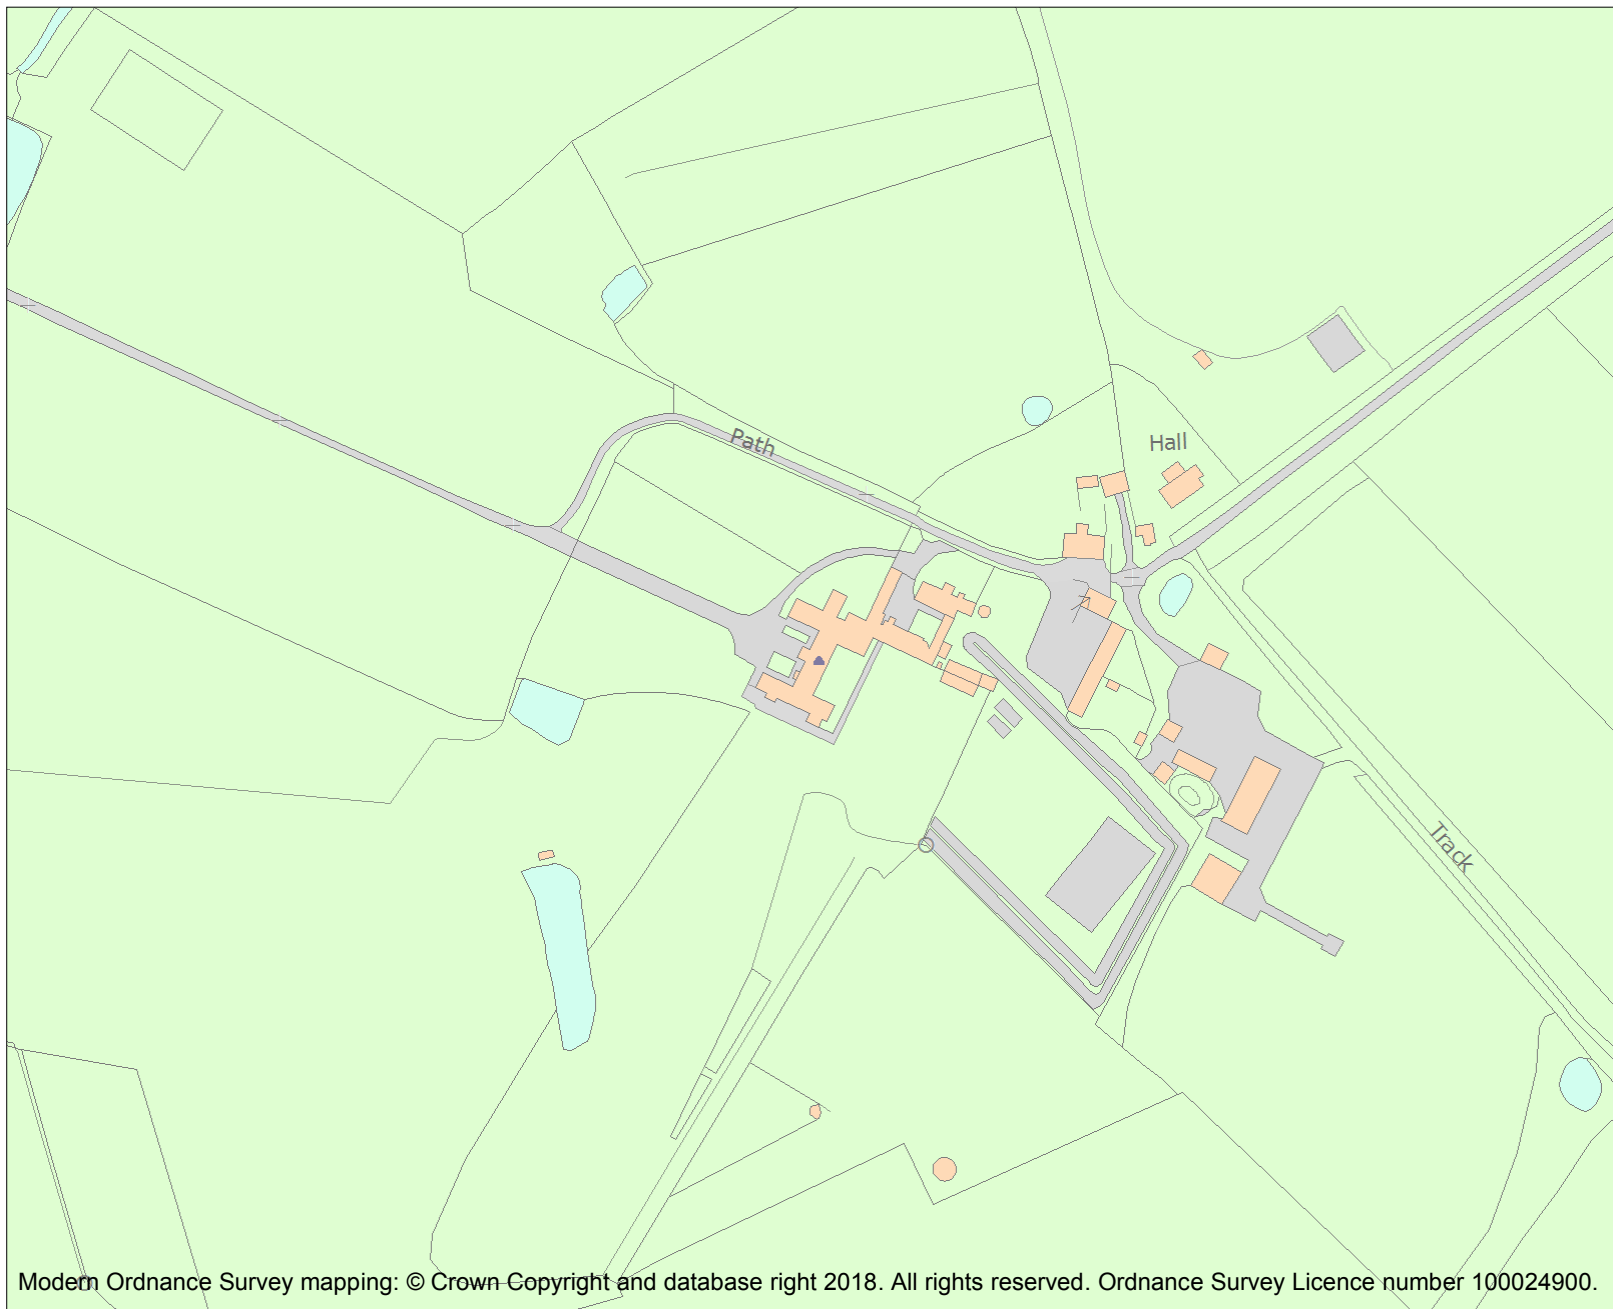 Path
Hall
Track
Modern Ordnance Survey mapping: © Crown Copyright and database right 2018. All rights reserved. Ordnance Survey Licence number 100024900.